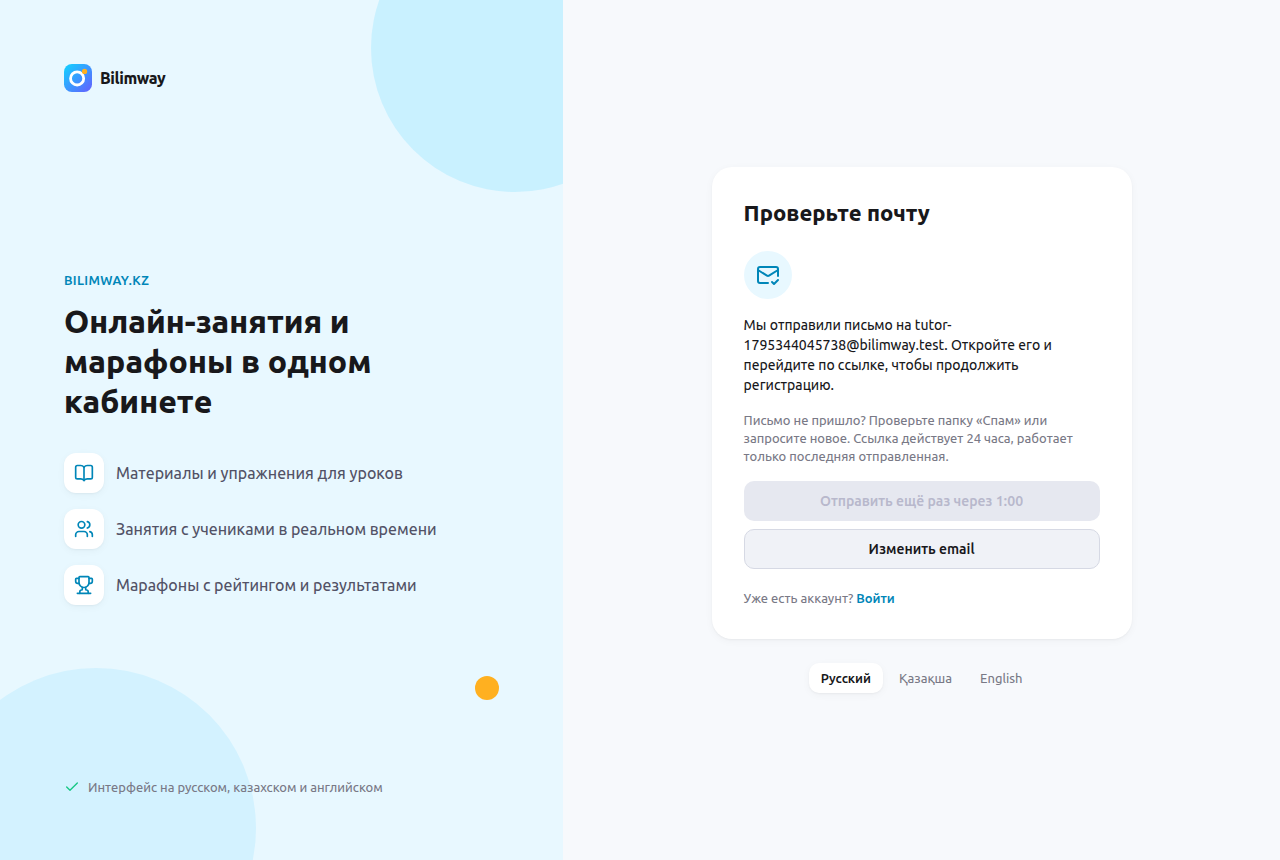 Bilimway
BILIMWAY.KZ
Онлайн-занятия и
марафоны в одном
кабинете
Материалы и упражнения для уроков
Занятия с учениками в реальном времени
Марафоны с рейтингом и результатами
Интерфейс на русском, казахском и английском
Проверьте почту
Мы отправили письмо на tutor-
1795344045738@bilimway.test. Откройте его и
перейдите по ссылке, чтобы продолжить
регистрацию.
Письмо не пришло? Проверьте папку «Спам» или
запросите новое. Ссылка действует 24 часа, работает
только последняя отправленная.
Отправить ещё раз через 1:00
Изменить email
Уже есть аккаунт? Войти
Русский Қазақша English